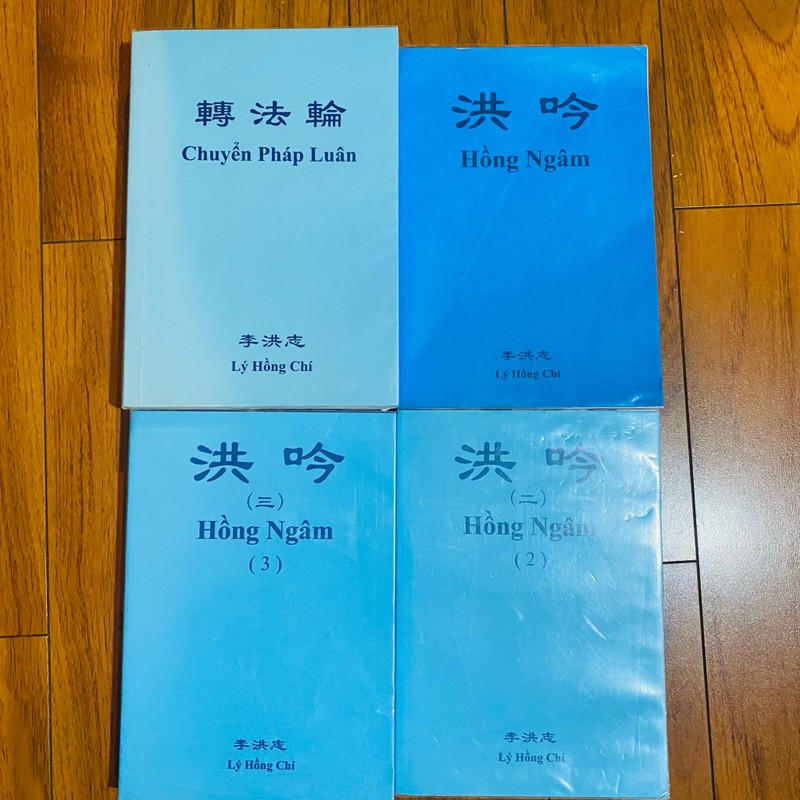 轉法輪
Chuyển Pháp Luân
李洪志
Lý Hồng Chí
洪吟
Hồng Ngâm
李洪志
Lý Hồng Chí
洪吟
(三)
Hồng Ngâm
(3)
李洪志
Lý Hồng Chí
洪吟
(二)
Hồng Ngâm
(2)
李洪志
Lý Hồng Chí